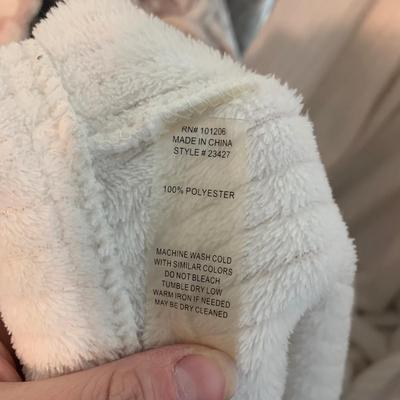 RN# 101206
MADE IN CHINA
STYLE # 23427
100% POLYESTER
MACHINE WASH COLD
WITH SIMILAR COLORS
DO NOT BLEACH
TUMBLE DRY LOW
WARM IRON IF NEEDED
MAY BE DRY CLEANED